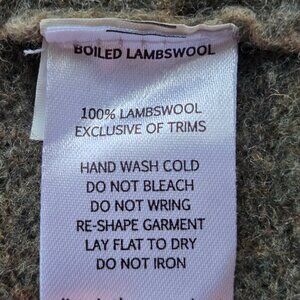 BOILED LAMBSWOOL
100% LAMBSWOOL
EXCLUSIVE OF TRIMS
HAND WASH COLD
DO NOT BLEACH
DO NOT WRING
RE-SHAPE GARMENT
LAY FLAT TO DRY
DO NOT IRON